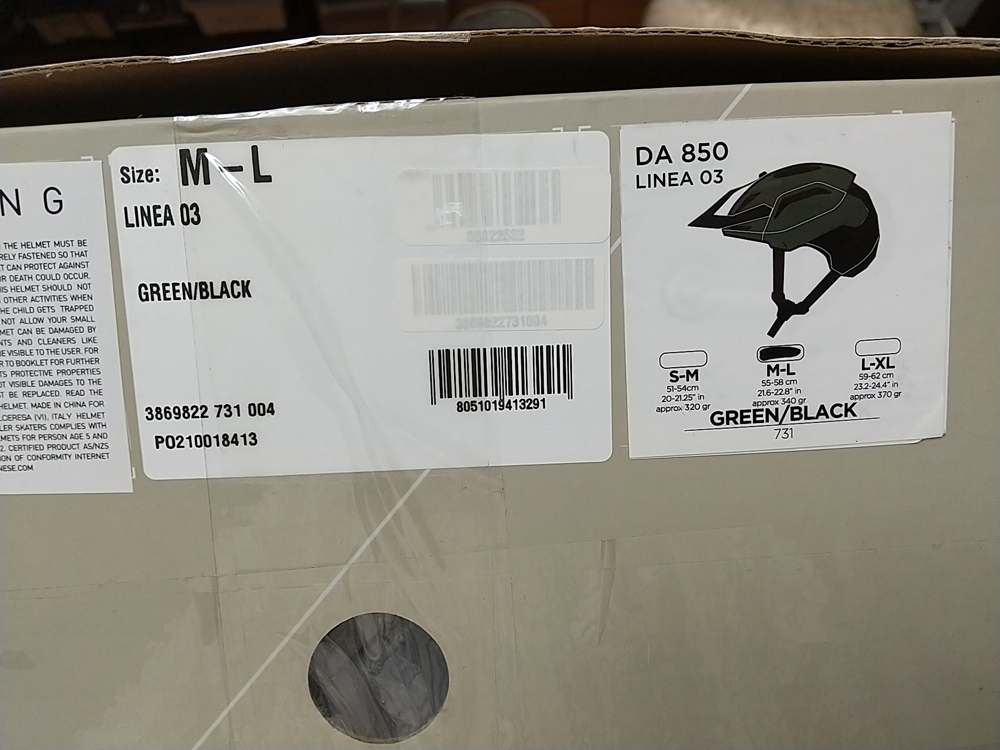 N G
THE HELMET MUST BE
RELY FASTENED SO THAT
T CAN PROTECT AGAINST
R DEATH COULD OCCUR.
IS HELMET SHOULD NOT
OTHER ACTIVITIES WHEN
HE CHILD GETS TRAPPED
NOT ALLOW YOUR SMALL
MET CAN BE DAMAGED BY
NTS AND CLEANERS LIKE
E VISIBLE TO THE USER. FOR
R TO BOOKLET FOR FURTHER
TS PROTECTIVE PROPERTIES
OT VISIBLE DAMAGES TO THE
ST BE REPLACED. READ THE
HELMET. MADE IN CHINA FOR
LCERESA (VI), ITALY HELMET
LER SKATERS COMPLIES WITH
METS FOR PERSON AGE 5 AND
2. CERTIFIED PRODUCT AS/NZS
ION OF CONFORMITY INTERNET
NESE.COM
Size: M-L
LINEA 03
GREEN/BLACK
3869822731004
8051019413291
3869822 731 004
PO210018413
DA 850
LINEA 03
S-M
51-54cm
20-21.25" in
approx 320 gr
M-L
55-58 cm
21.6-22.8" in
approx 340 gr
L-XL
59-62 cm
23.2-24.4" in
approx 370 gr
GREEN/BLACK
731